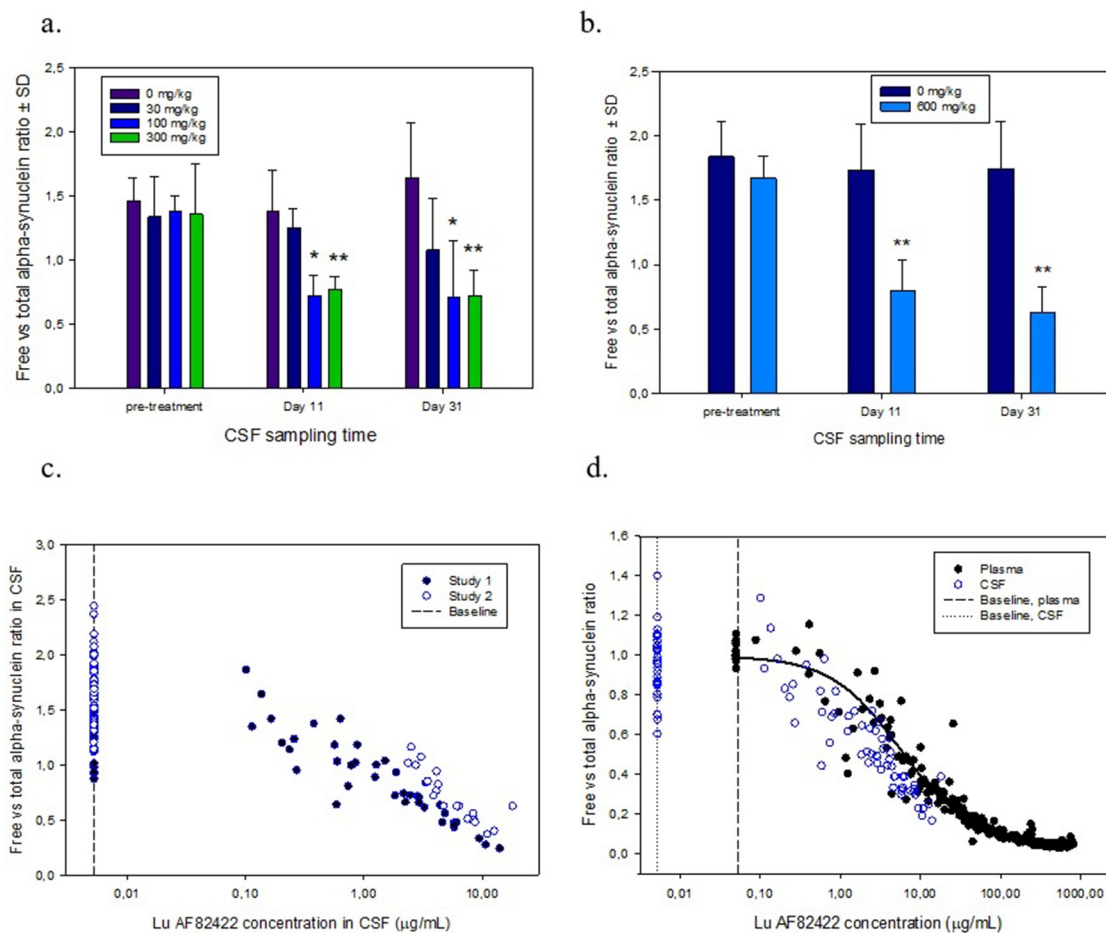 a.
Free vs total alpha-synuclein ratio ± SD
2,5
2,0
1,5
1,0
0,5
0,0
0 mg/kg
30 mg/kg
100 mg/kg
300 mg/kg
*
**
*
**
pre-treatment
Day 11
Day 31
CSF sampling time
b.
Free vs total alpha-synuclein ratio ± SD
2,5
2,0
1,5
1,0
0,5
0,0
0 mg/kg
600 mg/kg
**
**
pre-treatment
Day 11
Day 31
CSF sampling time
c.
Free vs total alpha-synuclein ratio in CSF
3,0
2,5
2,0
1,5
1,0
0,5
0,0
Study 1
Study 2
Baseline
0,01
0,10
1,00
10,00
Lu AF82422 concentration in CSF (µg/mL)
d.
Free vs total alpha-synuclein ratio
1,6
1,4
1,2
1,0
0,8
0,6
0,4
0,2
0,0
Plasma
CSF
Baseline, plasma
Baseline, CSF
0,01
0,10
1,00
10,00
100,00
1000,00
Lu AF82422 concentration (µg/mL)